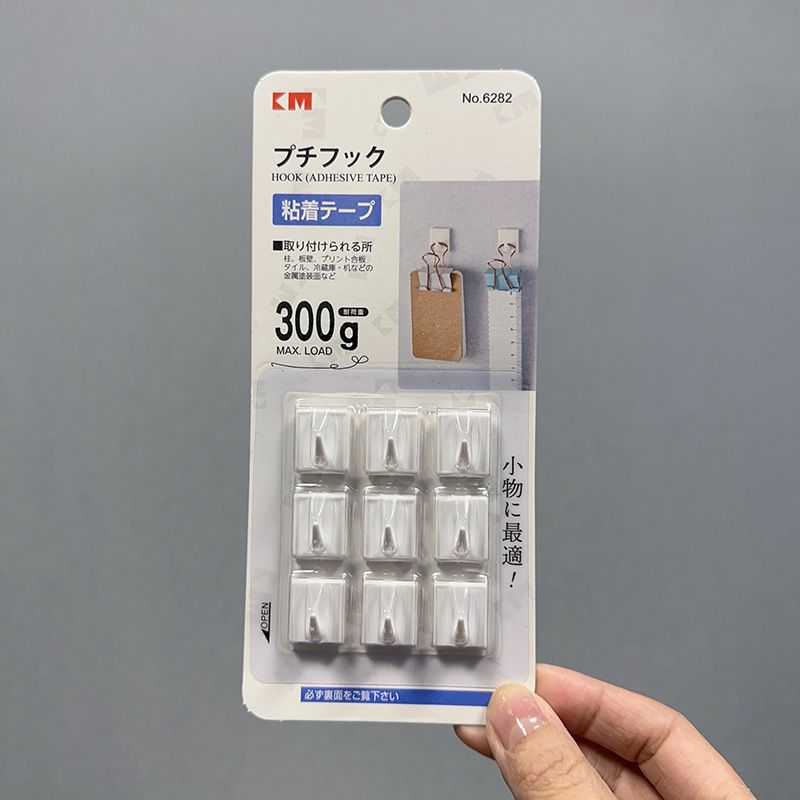 KM
No.6282
プチフック
HOOK (ADHESIVE TAPE)
粘着テープ
■取り付けられる所
柱、板壁、プリント合板
タイル、冷蔵庫・机などの
金属塗装面など
300g
耐荷重
MAX. LOAD
小物に最適！
OPEN
必ず裏面をご覧下さい